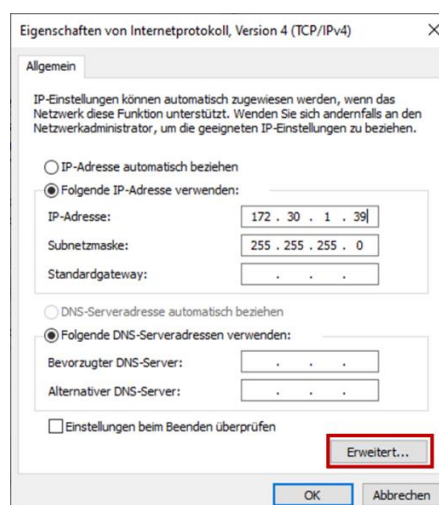 Eigenschaften von Internetprotokoll, Version 4 (TCP/IPv4)
Allgemein
IP-Einstellungen können automatisch zugewiesen werden, wenn das
Netzwerk diese Funktion unterstützt. Wenden Sie sich andernfalls an den
Netzwerkadministrator, um die geeigneten IP-Einstellungen zu beziehen.
IP-Adresse automatisch beziehen
Folgende IP-Adresse verwenden:
IP-Adresse: 172 . 30 . 1 . 39
Subnetzmaske: 255 . 255 . 255 . 0
Standardgateway: . . .
DNS-Serveradresse automatisch beziehen
Folgende DNS-Serveradressen verwenden:
Bevorzugter DNS-Server: . . .
Alternativer DNS-Server: . . .
Einstellungen beim Beenden überprüfen
Erweitert...
OK Abbrechen